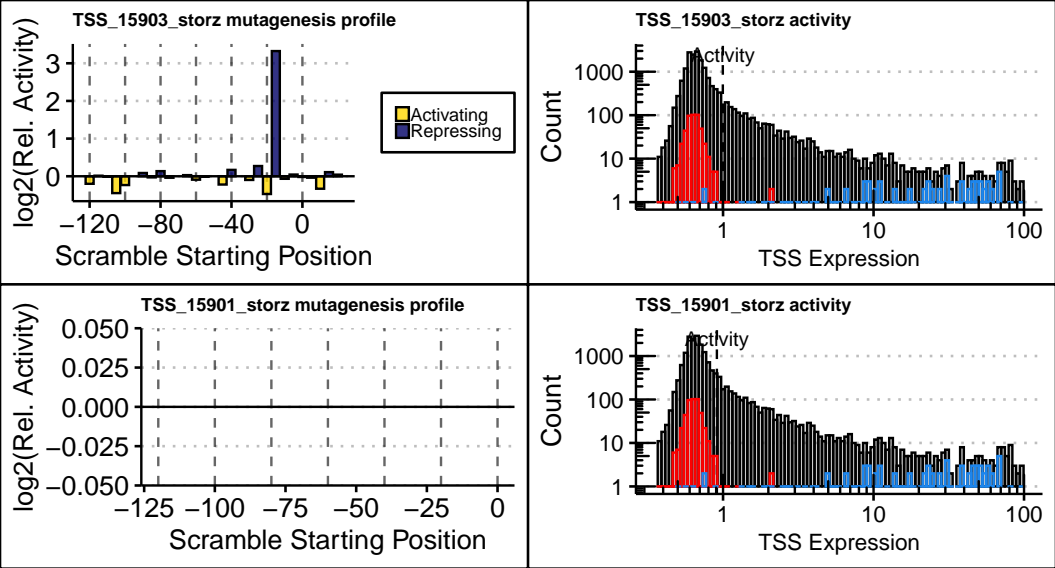 TSS_15903_storz mutagenesis profile
log2(Rel. Activity)
3
2
1
0
−120
−80
−40
0
Scramble Starting Position
Activating
Repressing
TSS_15903_storz activity
Activity
Count
1000
100
10
1
1
10
100
TSS Expression
TSS_15901_storz mutagenesis profile
log2(Rel. Activity)
0.050
0.025
0.000
−0.025
−0.050
−125
−100
−75
−50
−25
0
Scramble Starting Position
TSS_15901_storz activity
Activity
Count
1000
100
10
1
1
10
100
TSS Expression